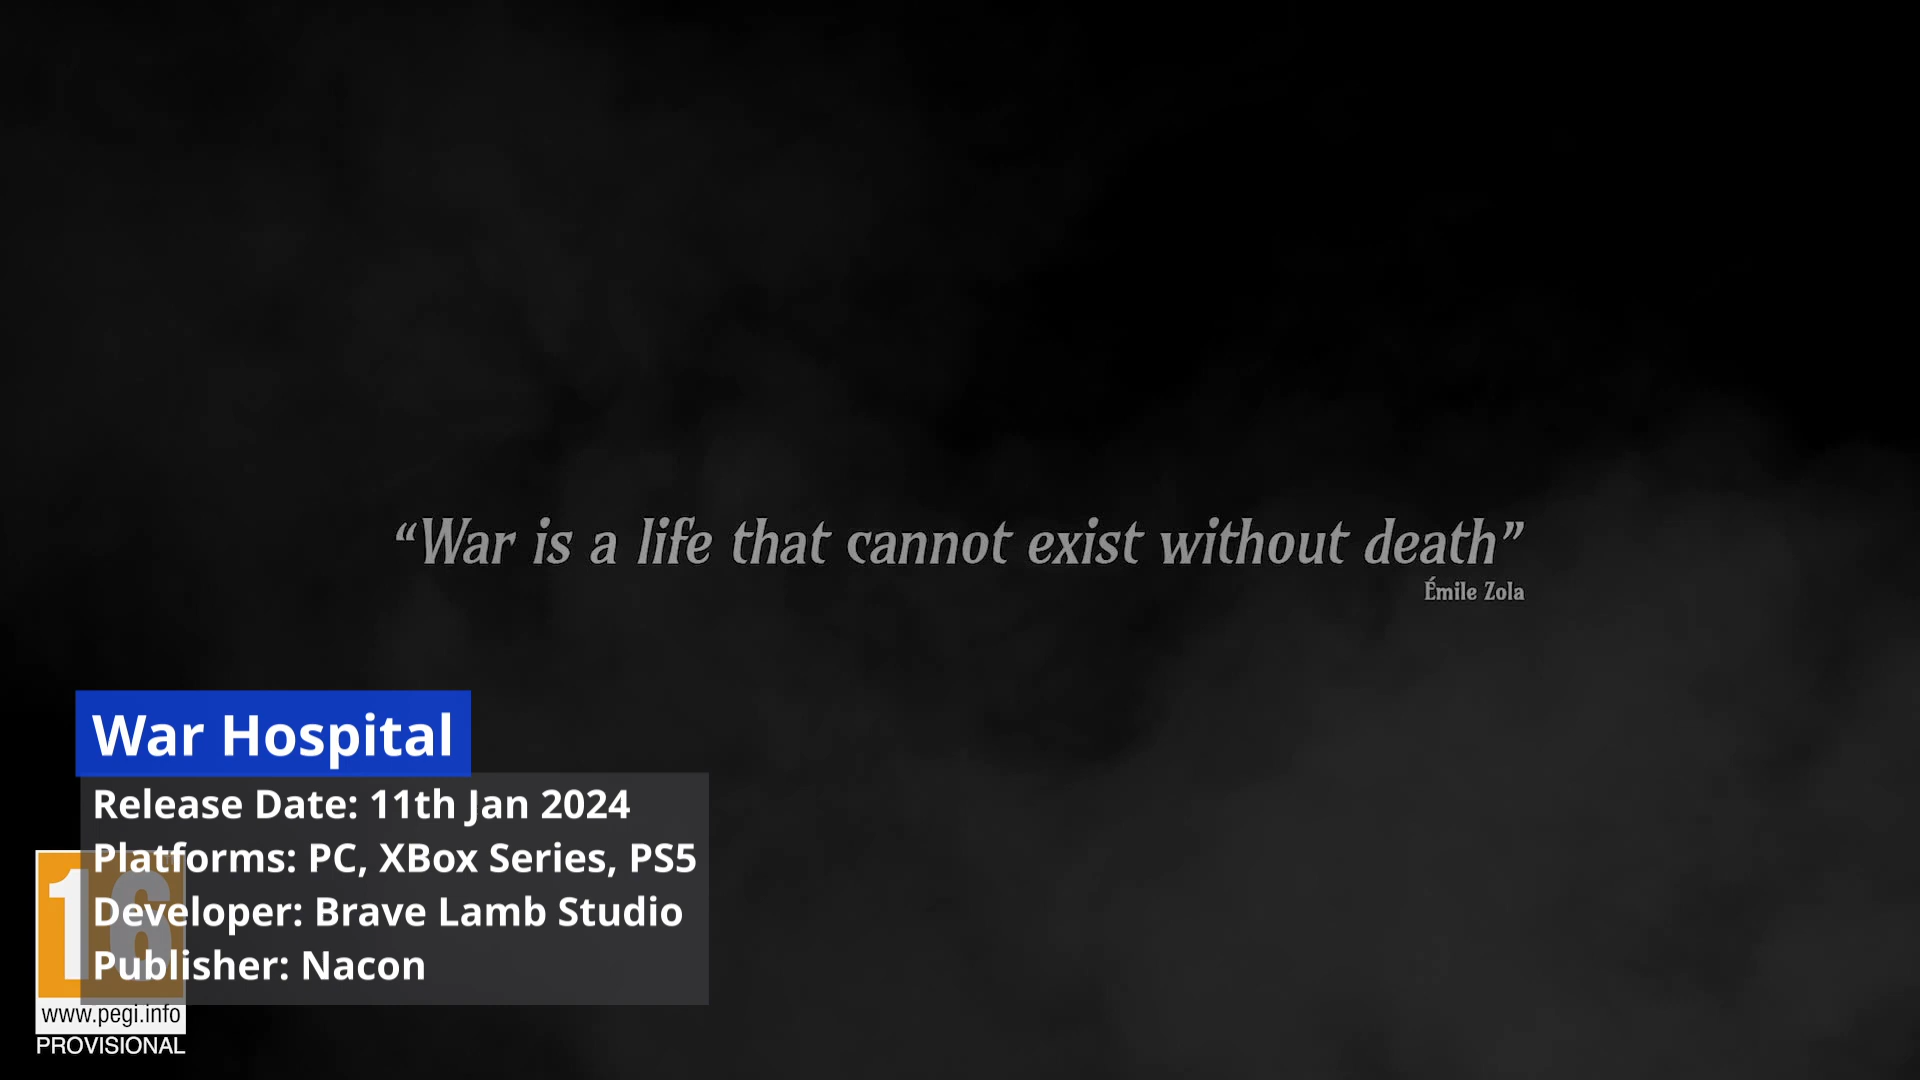 “War is a life that cannot exist without death”
Émile Zola
War Hospital
Release Date: 11th Jan 2024
Platforms: PC, XBox Series, PS5
Developer: Brave Lamb Studio
Publisher: Nacon
16
www.pegi.info
PROVISIONAL